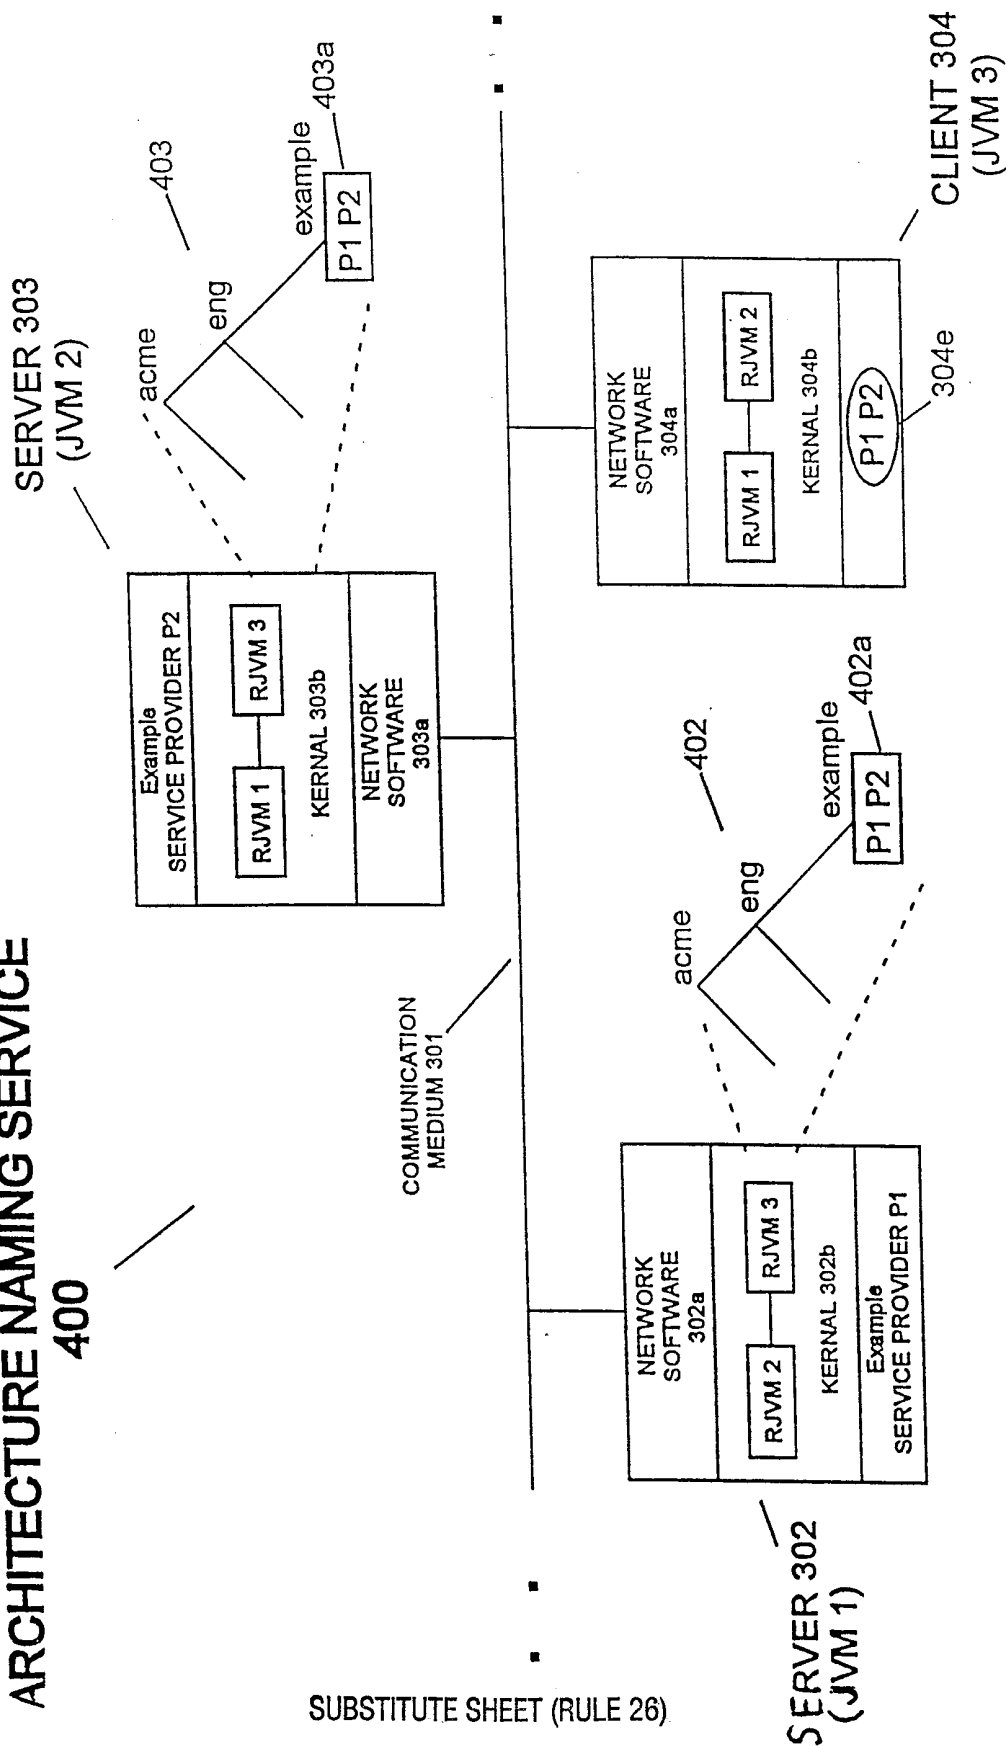 ARCHITECTURE NAMING SERVICE
400
SERVER 303
(JVM 2)
acme
eng
example
403
403a
P1 P2
Example
SERVICE PROVIDER P2
RJVM 1
RJVM 3
KERNAL 303b
NETWORK
SOFTWARE
303a
COMMUNICATION
MEDIUM 301
NETWORK
SOFTWARE
302a
RJVM 2
RJVM 3
KERNAL 302b
Example
SERVICE PROVIDER P1
SERVER 302
(JVM 1)
acme
eng
example
402
402a
P1 P2
NETWORK
SOFTWARE
304a
RJVM 1
RJVM 2
KERNAL 304b
P1 P2
304e
CLIENT 304
(JVM 3)
SUBSTITUTE SHEET (RULE 26)